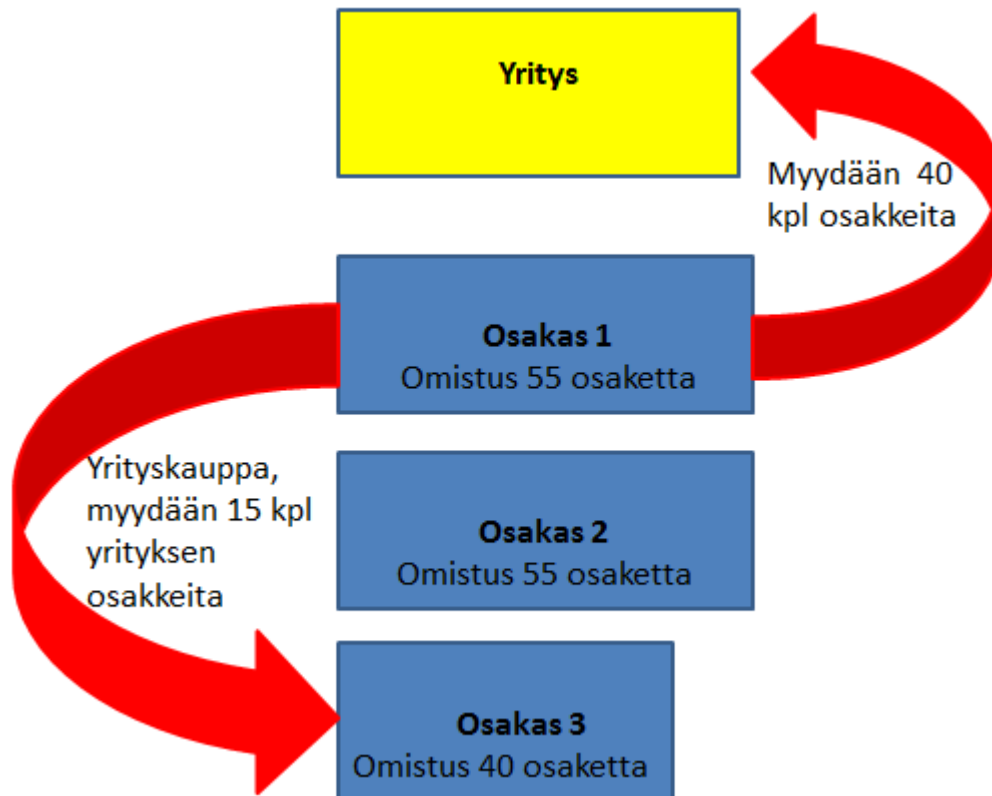 Yritys
Myydään 40
kpl osakkeita
Osakas 1
Omistus 55 osaketta
Yrityskauppa,
myydään 15 kpl
yrityksen
osakkeita
Osakas 2
Omistus 55 osaketta
Osakas 3
Omistus 40 osaketta